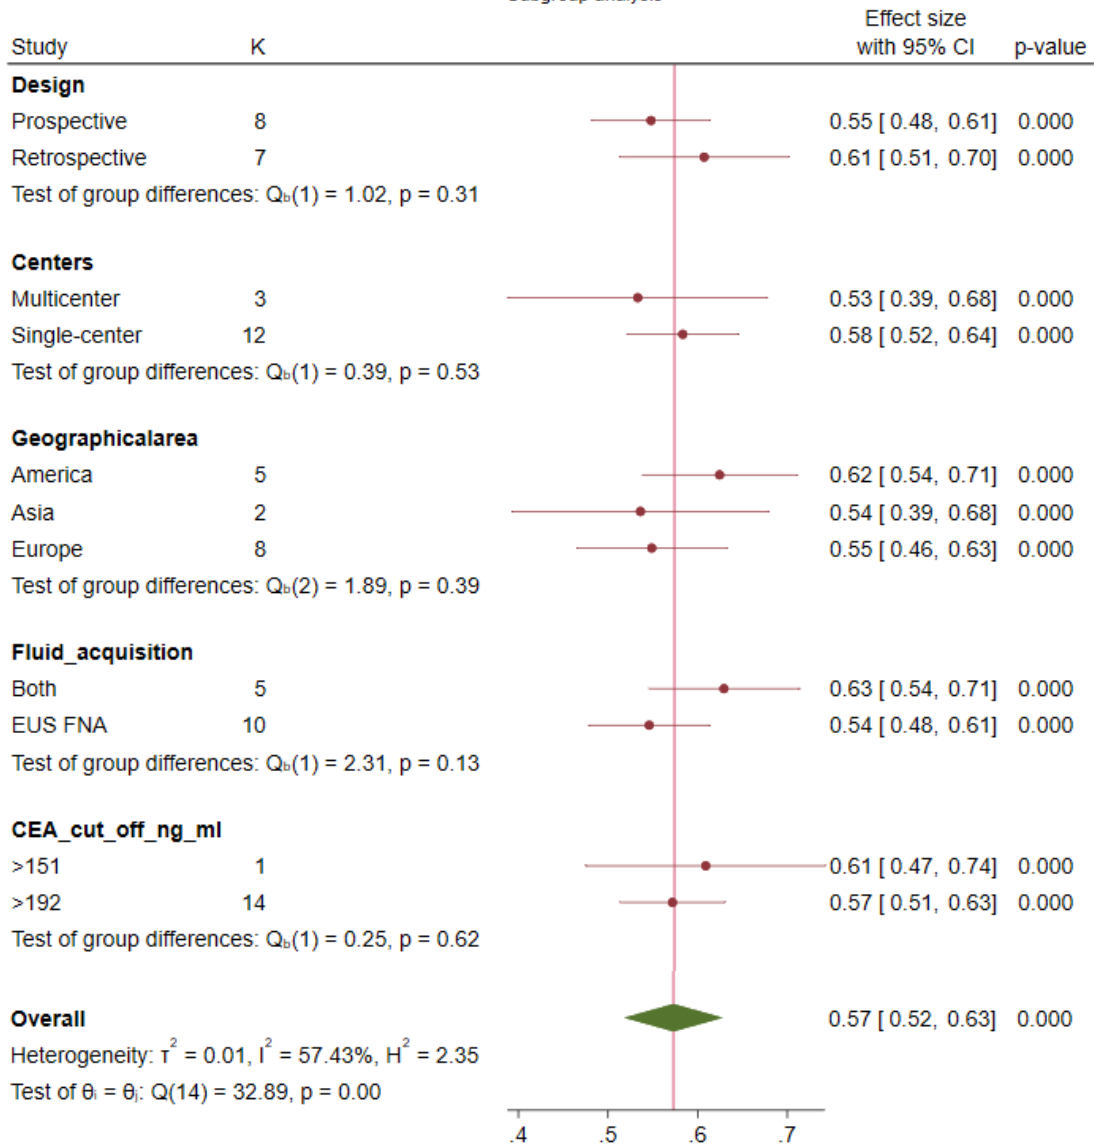 Subgroup analysis
Effect size
Study K with 95% CI p-value
Design
Prospective 8 0.55 [ 0.48, 0.61] 0.000
Retrospective 7 0.61 [ 0.51, 0.70] 0.000
Test of group differences: Q_b(1) = 1.02, p = 0.31
Centers
Multicenter 3 0.53 [ 0.39, 0.68] 0.000
Single-center 12 0.58 [ 0.52, 0.64] 0.000
Test of group differences: Q_b(1) = 0.39, p = 0.53
Geographicalarea
America 5 0.62 [ 0.54, 0.71] 0.000
Asia 2 0.54 [ 0.39, 0.68] 0.000
Europe 8 0.55 [ 0.46, 0.63] 0.000
Test of group differences: Q_b(2) = 1.89, p = 0.39
Fluid_acquisition
Both 5 0.63 [ 0.54, 0.71] 0.000
EUS FNA 10 0.54 [ 0.48, 0.61] 0.000
Test of group differences: Q_b(1) = 2.31, p = 0.13
CEA_cut_off_ng_ml
>151 1 0.61 [ 0.47, 0.74] 0.000
>192 14 0.57 [ 0.51, 0.63] 0.000
Test of group differences: Q_b(1) = 0.25, p = 0.62
Overall 0.57 [ 0.52, 0.63] 0.000
Heterogeneity: τ² = 0.01, I² = 57.43%, H² = 2.35
Test of θᵢ = θⱼ: Q(14) = 32.89, p = 0.00
.4 .5 .6 .7